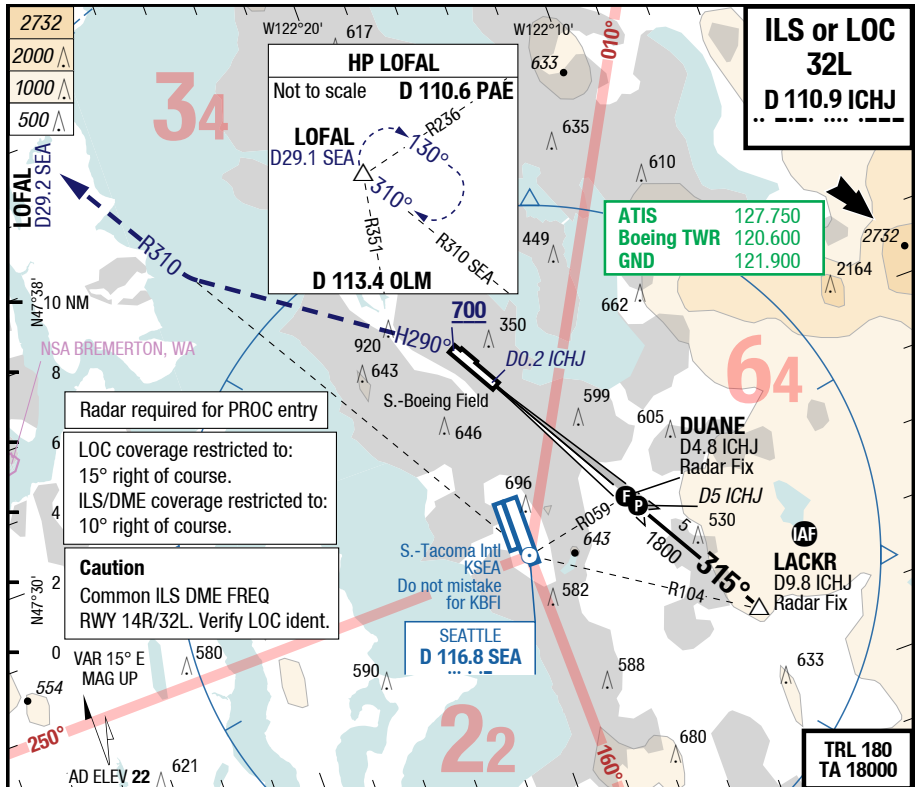 2732
2000
1000
500
W122°20'
617
W122°10'
633
010°
ILS or LOC
32L
D 110.9 ICHJ
34
HP LOFAL
Not to scale
D 110.6 PAE
R236
LOFAL
D29.1 SEA
130°
310°
R351
R310 SEA
D 113.4 OLM
635
610
449
ATIS 127.750
Boeing TWR 120.600
GND 121.900
2732
2164
662
LOFAL
D29.2 SEA
R310
N47°38'
10 NM
NSA BREMERTON, WA
8
6
4
2
0
N47°30'
H290°
700
350
D0.2 ICHJ
920
643
S.-Boeing Field
646
599
605
64
DUANE
D4.8 ICHJ
Radar Fix
D5 ICHJ
F
P
530
5
1800
315°
IAF
LACKR
D9.8 ICHJ
Radar Fix
Radar required for PROC entry
LOC coverage restricted to:
15° right of course.
ILS/DME coverage restricted to:
10° right of course.
Caution
Common ILS DME FREQ
RWY 14R/32L. Verify LOC ident.
696
R059
643
R104
S.-Tacoma Intl
KSEA
Do not mistake
for KBFI
582
SEATTLE
D 116.8 SEA
VAR 15° E
MAG UP
580
590
588
633
554
250°
22
160°
680
621
AD ELEV 22
TRL 180
TA 18000